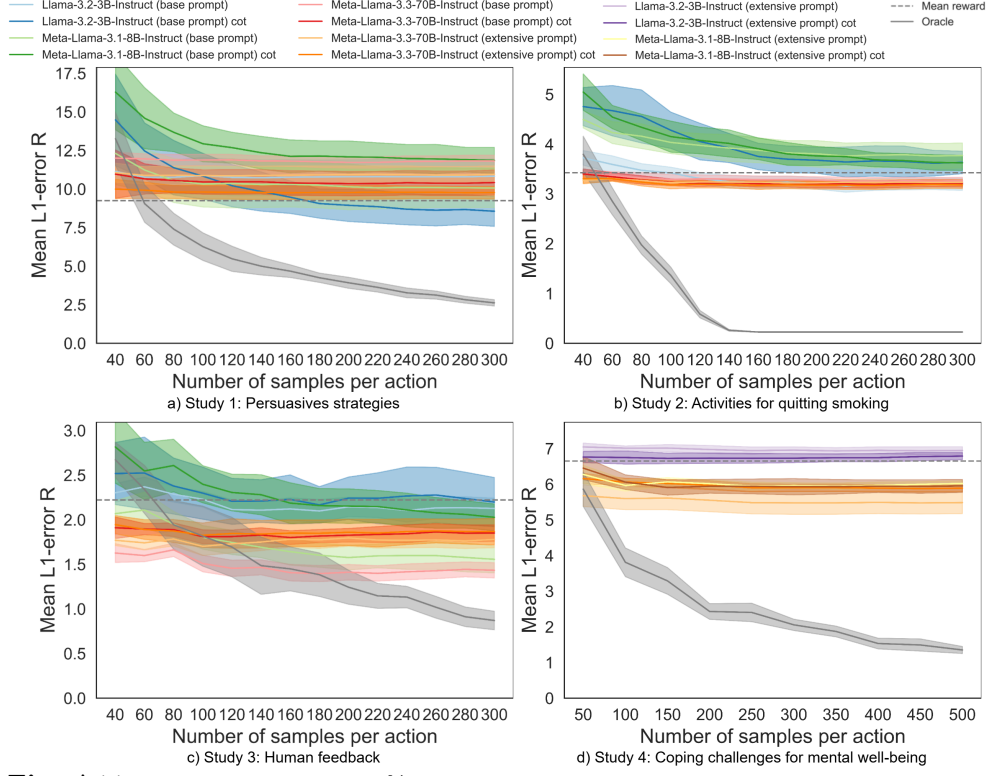 Llama-3.2-3B-Instruct (base prompt)
Llama-3.2-3B-Instruct (base prompt) cot
Meta-Llama-3.1-8B-Instruct (base prompt)
Meta-Llama-3.1-8B-Instruct (base prompt) cot
Meta-Llama-3.3-70B-Instruct (base prompt)
Meta-Llama-3.3-70B-Instruct (base prompt) cot
Meta-Llama-3.3-70B-Instruct (extensive prompt)
Meta-Llama-3.3-70B-Instruct (extensive prompt) cot
Llama-3.2-3B-Instruct (extensive prompt)
Llama-3.2-3B-Instruct (extensive prompt) cot
Meta-Llama-3.1-8B-Instruct (extensive prompt)
Meta-Llama-3.1-8B-Instruct (extensive prompt) cot
Mean reward
Oracle
Mean L1-error R
17.5
15.0
12.5
10.0
7.5
5.0
2.5
0.0
40 60 80 100 120 140 160 180 200 220 240 260 280 300
Number of samples per action
a) Study 1: Persuasives strategies
Mean L1-error R
5
4
3
2
1
0
40 60 80 100 120 140 160 180 200 220 240 260 280 300
Number of samples per action
b) Study 2: Activities for quitting smoking
Mean L1-error R
3.0
2.5
2.0
1.5
1.0
0.5
0.0
40 60 80 100 120 140 160 180 200 220 240 260 280 300
Number of samples per action
c) Study 3: Human feedback
Mean L1-error R
7
6
5
4
3
2
1
0
50 100 150 200 250 300 350 400 450 500
Number of samples per action
d) Study 4: Coping challenges for mental well-being